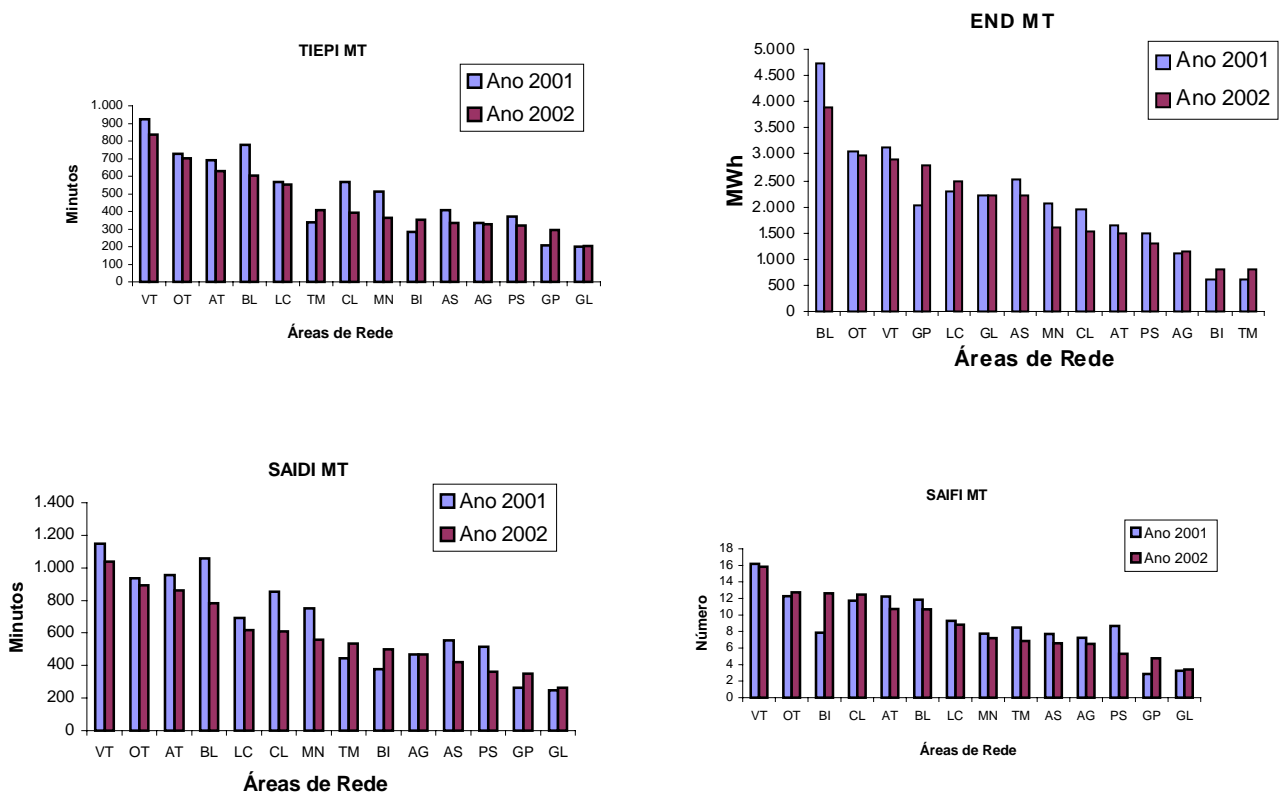 TIEPI MT
Ano 2001
Ano 2002
1.000
900
800
700
600
500
400
300
200
100
0
Minutos
VT OT AT BL LC TM CL MN BI AS AG PS GP GL
Áreas de Rede
END MT
Ano 2001
Ano 2002
5.000
4.500
4.000
3.500
3.000
2.500
2.000
1.500
1.000
500
0
MWh
BL OT VT GP LC GL AS MN CL AT PS AG BI TM
Áreas de Rede
SAIDI MT
Ano 2001
Ano 2002
1.400
1.200
1.000
800
600
400
200
0
Minutos
VT OT AT BL LC CL MN TM BI AG AS PS GP GL
Áreas de Rede
SAIFI MT
Ano 2001
Ano 2002
18
16
14
12
10
8
6
4
2
0
Número
VT OT BI CL AT BL LC MN TM AS AG PS GP GL
Áreas de Rede